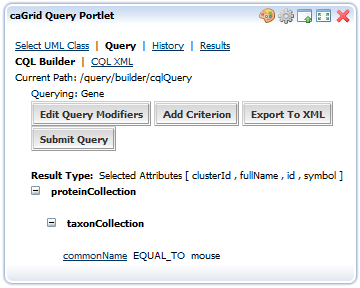 caGrid Query Portlet
Select UML Class | Query | History | Results
CQL Builder | CQL XML
Current Path: /query/builder/cqlQuery
Querying: Gene
Edit Query Modifiers Add Criterion Export To XML
Submit Query
Result Type: Selected Attributes [ clusterId , fullName , id , symbol ]
proteinCollection
taxonCollection
commonName EQUAL_TO mouse